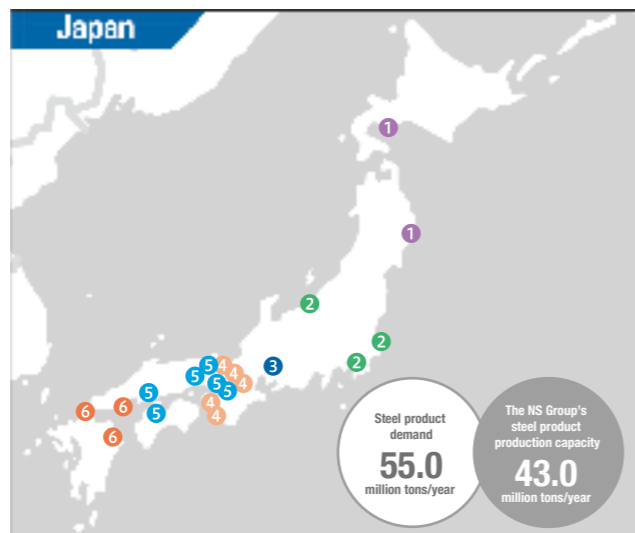 Japan
1
1
2
2
2
3
5
4
5
4
5
4
5
5
4
5
4
6
6
6
Steel product
demand
55.0
million tons/year
The NS Group's
steel product
production capacity
43.0
million tons/year